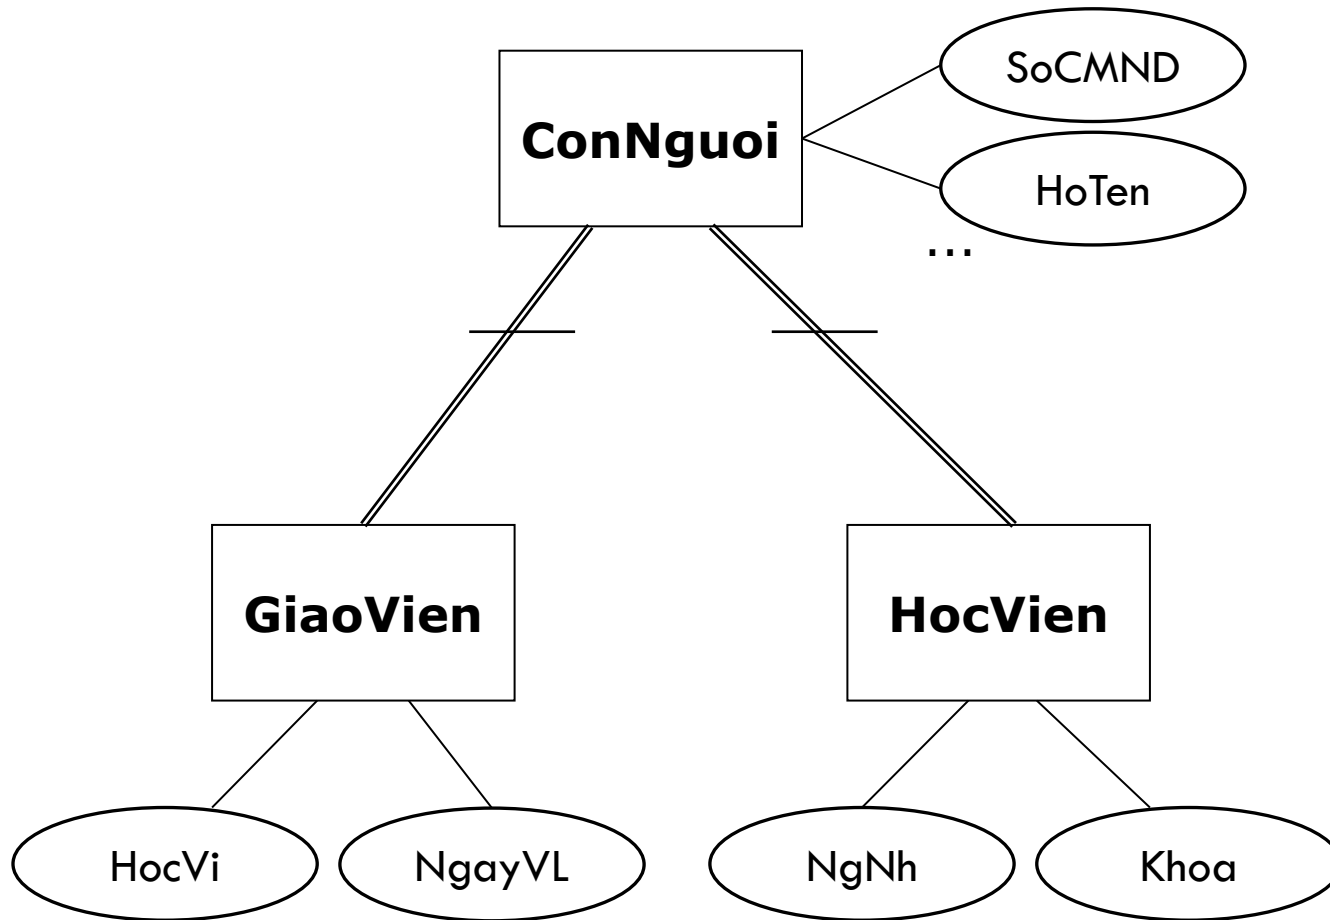 SoCMND
ConNguoi
HoTen
...
GiaoVien
HocVien
HocVi
NgayVL
NgNh
Khoa